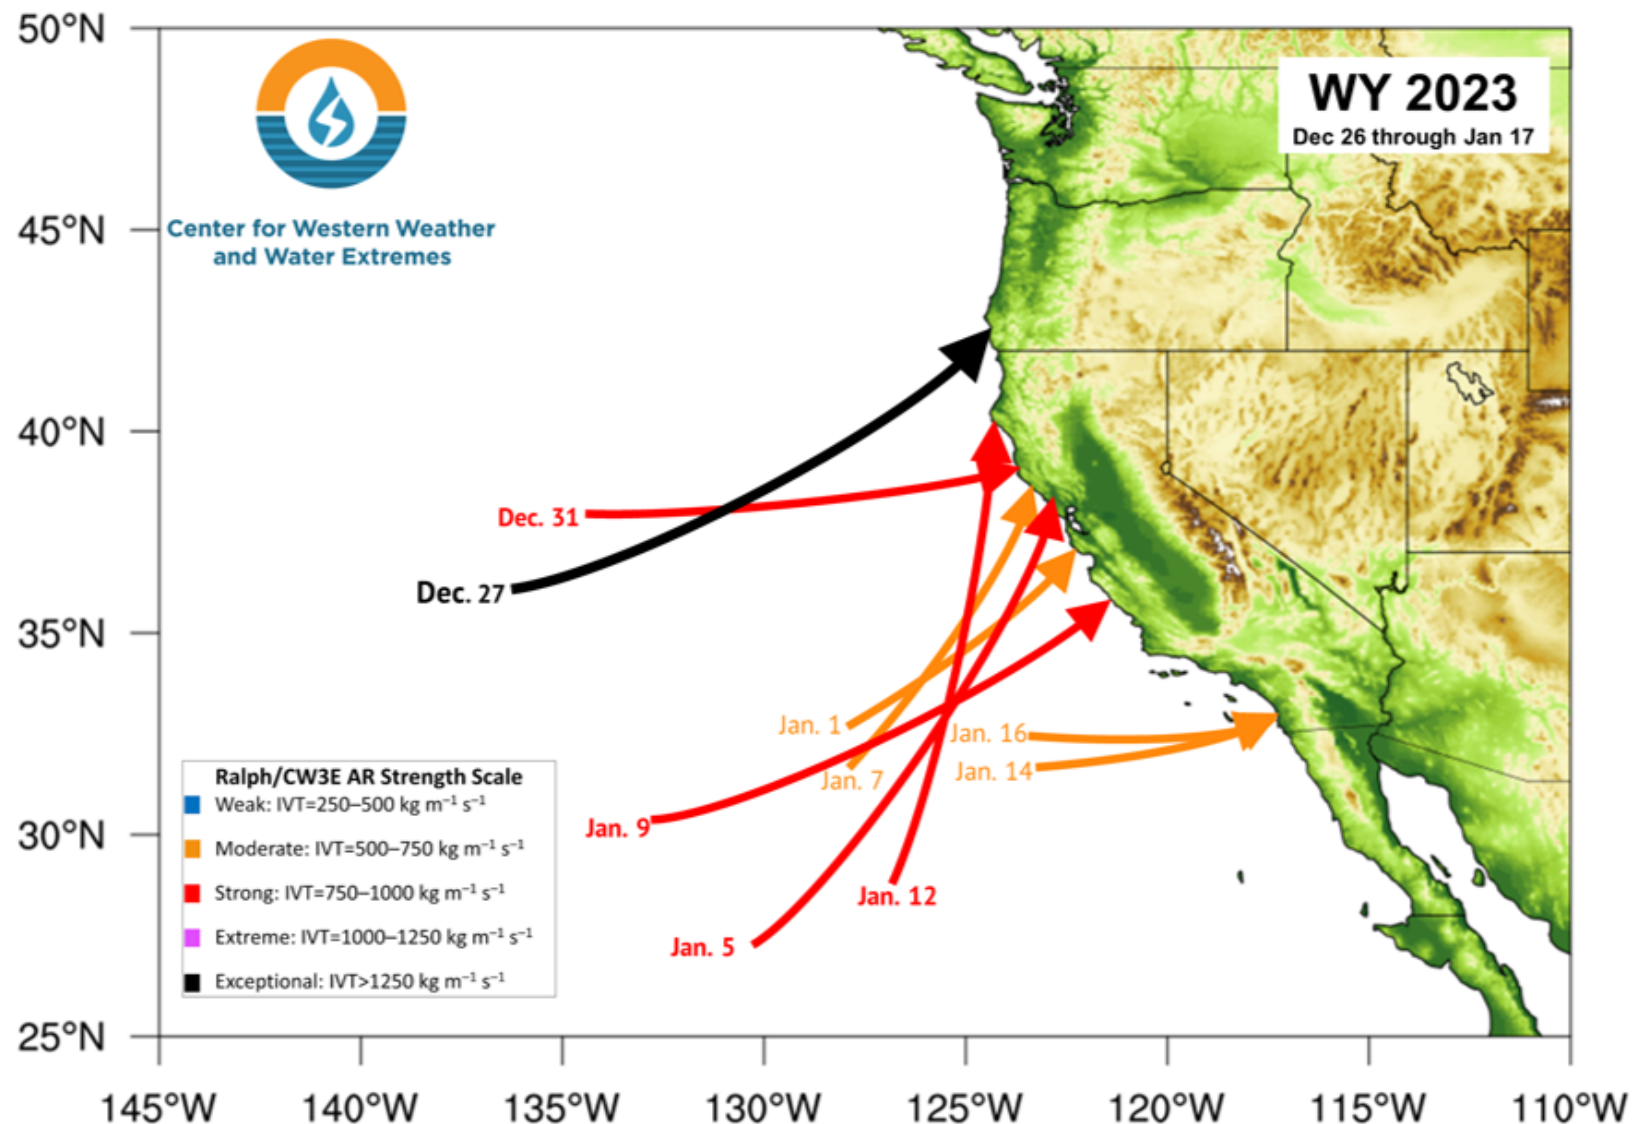 50°N
45°N
40°N
35°N
30°N
25°N
145°W
140°W
135°W
130°W
125°W
120°W
115°W
110°W
WY 2023
Dec 26 through Jan 17
Center for Western Weather
and Water Extremes
Dec. 31
Dec. 27
Jan. 1
Jan. 16
Jan. 14
Jan. 7
Jan. 9
Jan. 12
Jan. 5
Ralph/CW3E AR Strength Scale
Weak: IVT=250–500 kg m⁻¹ s⁻¹
Moderate: IVT=500–750 kg m⁻¹ s⁻¹
Strong: IVT=750–1000 kg m⁻¹ s⁻¹
Extreme: IVT=1000–1250 kg m⁻¹ s⁻¹
Exceptional: IVT>1250 kg m⁻¹ s⁻¹